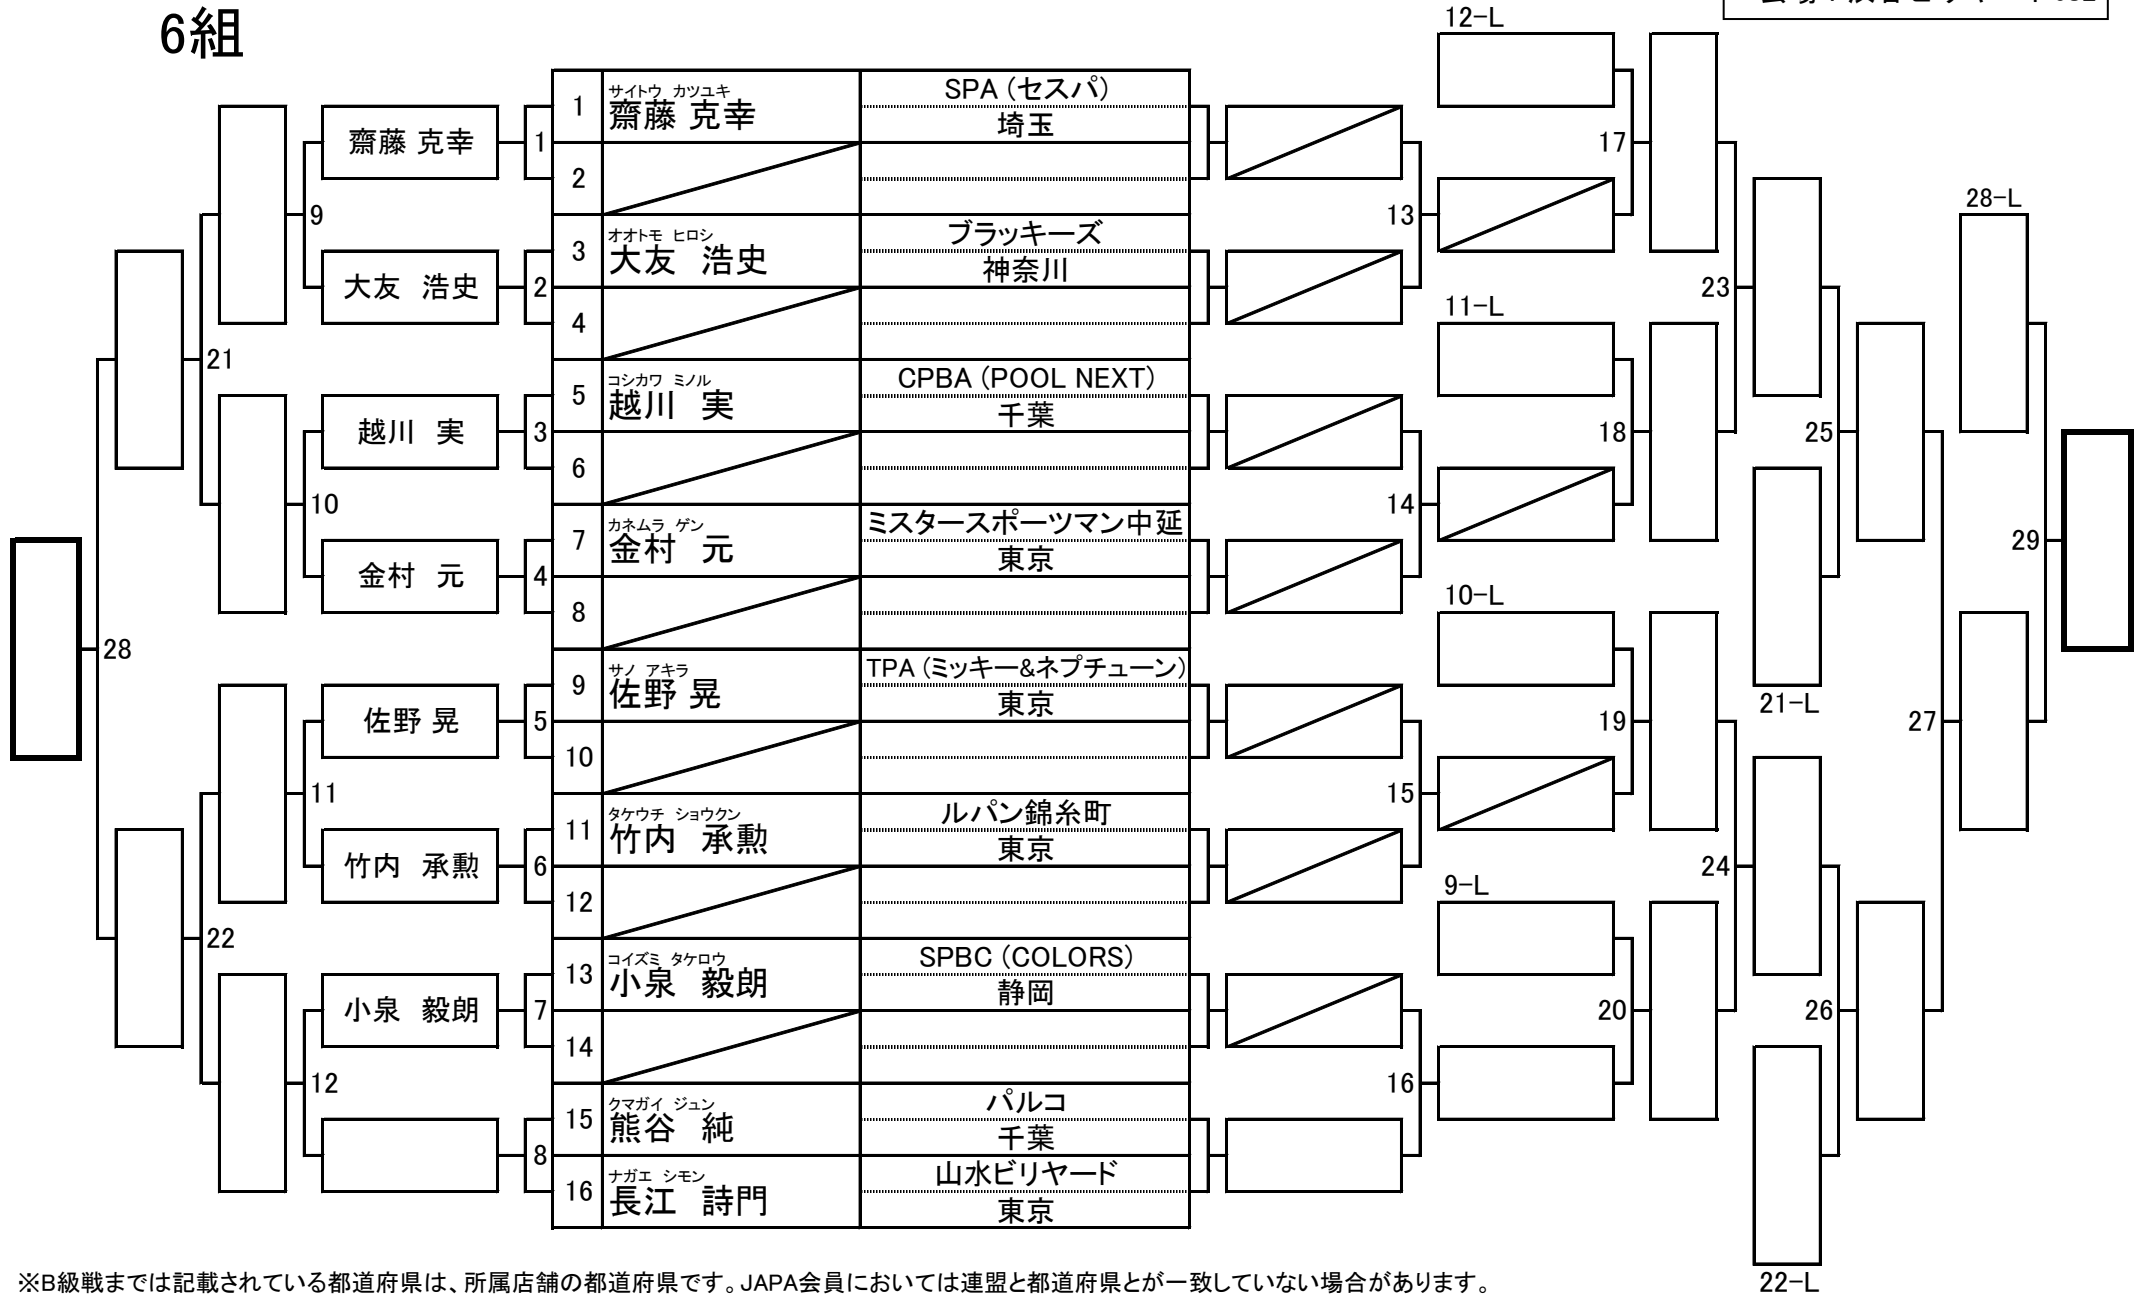 6組
12-L
1
サイトウ カツユキ
齋藤 克幸
SPA (セスパ)
埼玉
齋藤 克幸
1
2
17
9
13
28-L
3
オオトモ ヒロシ
大友 浩史
ブラッキーズ
神奈川
大友 浩史
2
4
23
11-L
21
5
コシカワ ミノル
越川 実
CPBA (POOL NEXT)
千葉
越川 実
3
6
18
25
10
14
7
カネムラ ゲン
金村 元
ミスタースポーツマン中延
東京
金村 元
4
8
29
10-L
28
9
サノ アキラ
佐野 晃
TPA (ミッキー&ネプチューン)
東京
佐野 晃
5
10
21-L
19
27
11
15
11
タケウチ ショウクン
竹内 承勲
ルパン錦糸町
東京
竹内 承勲
6
12
24
9-L
22
13
コイズミ タケロウ
小泉 毅朗
SPBC (COLORS)
静岡
小泉 毅朗
7
14
20
26
12
16
15
クマガイ ジュン
熊谷 純
パルコ
千葉
8
16
ナガエ シモン
長江 詩門
山水ビリヤード
東京
22-L
※B級戦までは記載されている都道府県は、所属店舗の都道府県です。JAPA会員においては連盟と都道府県とが一致していない場合があります。